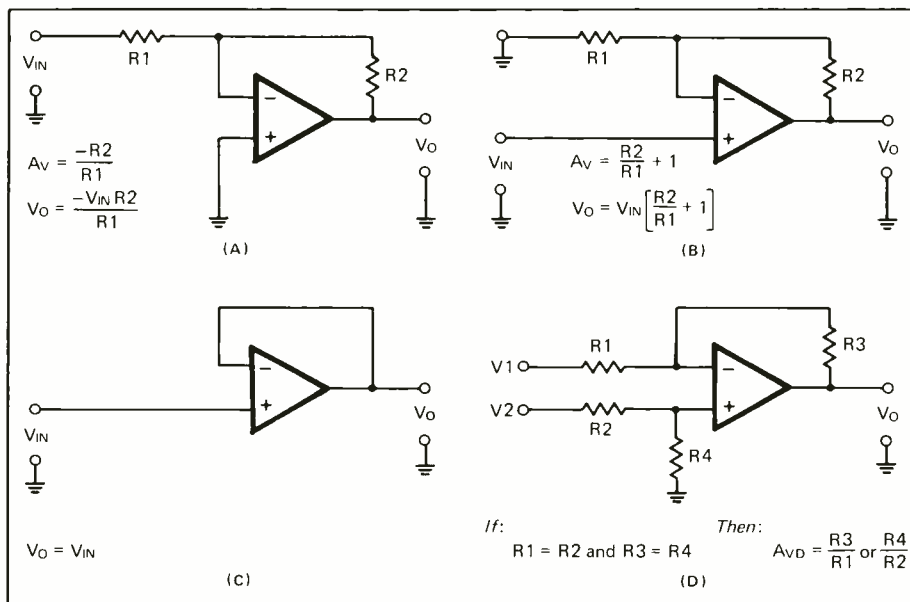 R1
VIN
R2
−
+
VO
AV = −R2 / R1
VO = −VIN R2 / R1
(A)
R1
R2
−
+
VIN
VO
AV = R2 / R1 + 1
VO = VIN [R2 / R1 + 1]
(B)
−
+
VIN
VO
VO = VIN
(C)
R1
R3
V1
−
V2
+
R2
VO
R4
If: Then:
R1 = R2 and R3 = R4 AVD = R3 / R1 or R4 / R2
(D)